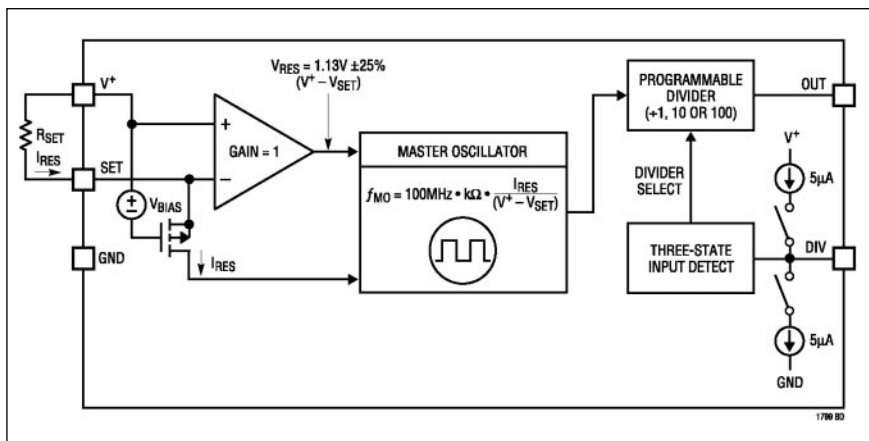 V+
RSET
IRES
SET
VBIAS
GND
IRES
+
−
GAIN = 1
VRES = 1.13V ±25%
(V+ – VSET)
MASTER OSCILLATOR
fMO = 100MHz • kΩ • IRES / (V+ – VSET)
PROGRAMMABLE
DIVIDER
(÷1, 10 OR 100)
OUT
DIVIDER
SELECT
THREE-STATE
INPUT DETECT
V+
5µA
DIV
5µA
GND
1799 BD